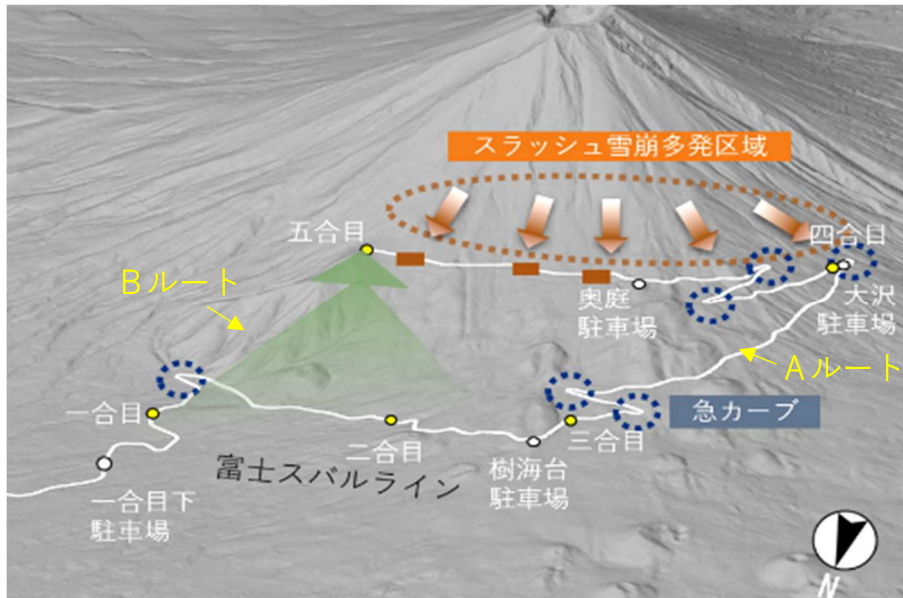 スラッシュ雪崩多発区域
五合目
四合目
Bルート
奥庭
駐車場
大沢
駐車場
Aルート
一合目
二合目
三合目
急カーブ
樹海台
駐車場
富士スバルライン
一合目下
駐車場
N